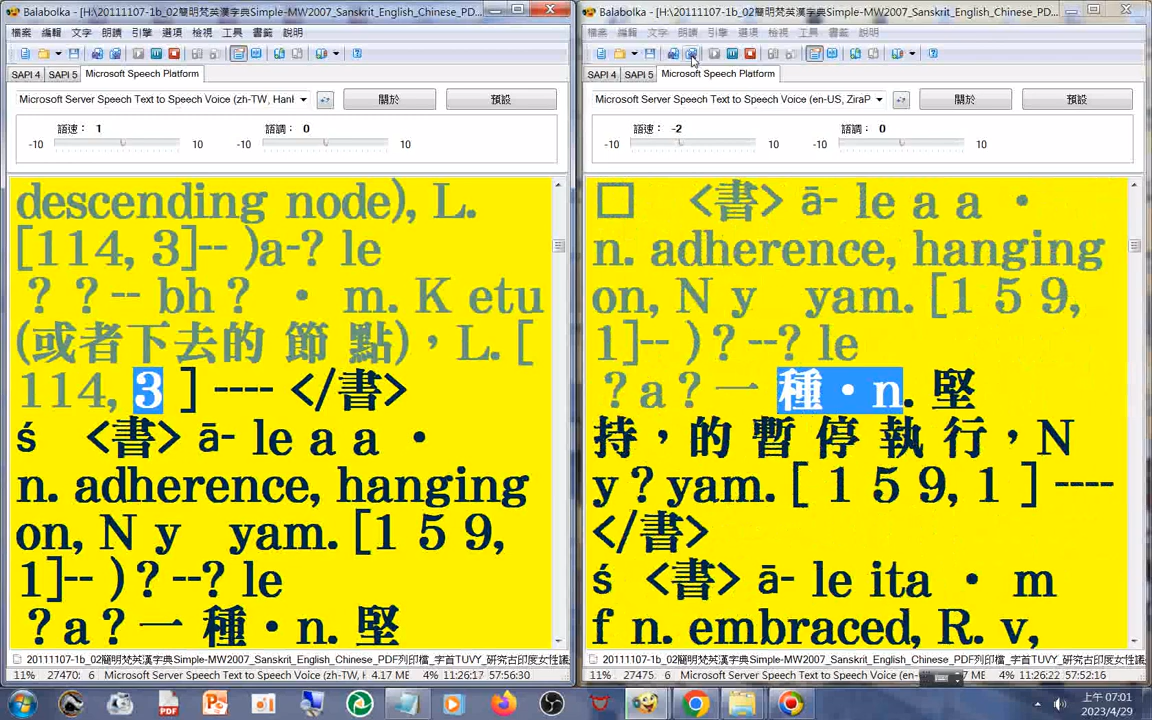 Balabolka - [H:\20111107-1b_02簡明梵英漢字典Simple-MW2007_Sanskrit_English_Chinese_PD...
檔案 編輯 文字 朗讀 引擎 選項 檢視 工具 書籤 說明
SAPI 4 SAPI 5 Microsoft Speech Platform
Microsoft Server Speech Text to Speech Voice (zh-TW, Hanl
關於 預設
語速: 1 語調: 0
-10 10 -10 10
descending node), L.
[114, 3]-- )a-? le
? ?-- bh ? • m. K etu
(或者下去的 節 點)，L. [
114, 3 ] ---- </書>
ś <書> ā- le a a •
n. adherence, hanging
on, N y yam. [1 5 9,
1]-- ) ? --? le
? a ? 一 種 • n. 堅
20111107-1b_02簡明梵英漢字典Simple-MW2007_Sanskrit_English_Chinese_PDF列印檔_字首TUVY_研究古印度女性議
11% 27470: 6 Microsoft Server Speech Text to Speech Voice (zh-TW, H 4.17 MB 4% 11:26:17 57:56:30
Balabolka - [H:\20111107-1b_02簡明梵英漢字典Simple-MW2007_Sanskrit_English_Chinese_PD...
檔案 編輯 文字 朗讀 引擎 選項 檢視 工具 書籤 說明
SAPI 4 SAPI 5 Microsoft Speech Platform
Microsoft Server Speech Text to Speech Voice (en-US, ZiraP
關於 預設
語速: -2 語調: 0
-10 10 -10 10
□ <書> ā- le a a •
n. adherence, hanging
on, N y yam. [1 5 9,
1]-- ) ? --? le
? a ? 一 種 • n. 堅
持，的 暫 停 執 行，N
y ? yam. [ 1 5 9, 1 ] ----
</書>
ś <書> ā- le ita • m
f n. embraced, R. v,
20111107-1b_02簡明梵英漢字典Simple-MW2007_Sanskrit_English_Chinese_PDF列印檔_字首TUVY_研究古印度女性議
11% 27475: 6 Microsoft Server Speech Text to Speech Voice 4% 11:26:22 57:52:16
上午 07:01
2023/4/29